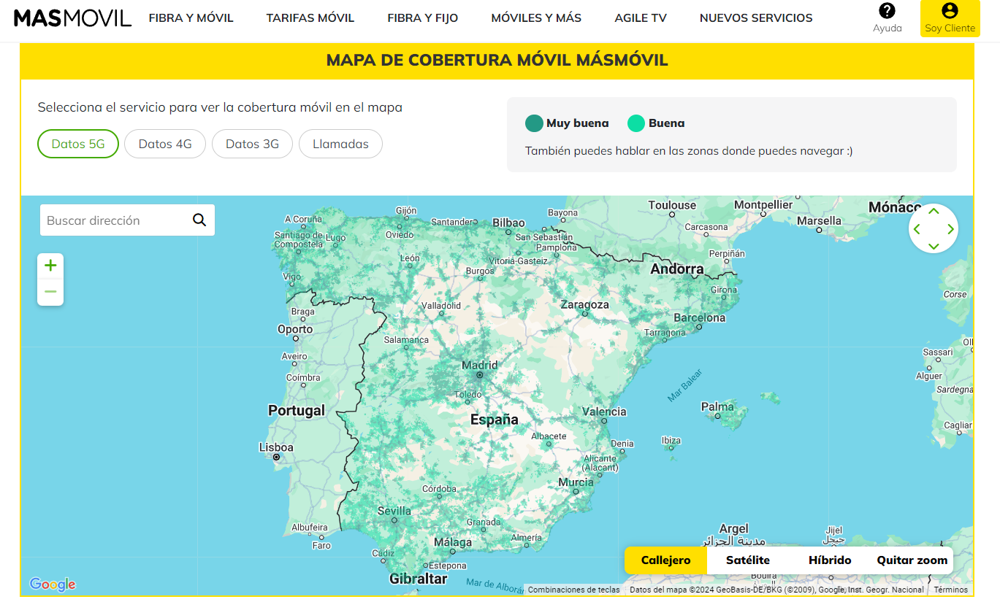 MASMOVIL
FIBRA Y MÓVIL
TARIFAS MÓVIL
FIBRA Y FIJO
MÓVILES Y MÁS
AGILE TV
NUEVOS SERVICIOS
Ayuda
Soy Cliente
MAPA DE COBERTURA MÓVIL MÁSMÓVIL
Selecciona el servicio para ver la cobertura móvil en el mapa
Datos 5G
Datos 4G
Datos 3G
Llamadas
Muy buena
Buena
También puedes hablar en las zonas donde puedes navegar :)
Buscar dirección
+
−
Toulouse
Montpellier
Mónaco
Gijón
Bayona
A Coruña
Santander
Bilbao
Marsella
Carcasona
Santiago de
Compostela
Lugo
Oviedo
San Sebastián
Pamplona
Perpiñán
León
Vitoria-Gasteiz
Andorra
Vigo
Burgos
Girona
Corse
Valladolid
Zaragoza
Braga
Barcelona
Oporto
Tarragona
Salamanca
Oll
Sassari
Aveiro
Madrid
Coímbra
Alguer
Mar Balear
Toledo
Sardegna
Portugal
España
Valencia
Palma
Cagliar
Albacete
Ibiza
Denia
Lisboa
Alicante
(Alacant)
Murcia
Córdoba
Sevilla
Granada
Albufeira
Faro
Almería
Málaga
Argel
مدينة الجزائر
Jijel
جيجل
Cádiz
Estepona
Gibraltar
Mar de Alborán
Callejero
Satélite
Híbrido
Quitar zoom
Bouira
Google
Combinaciones de teclas
Datos del mapa ©2024 GeoBasis-DE/BKG (©2009), Google, Inst. Geogr. Nacional
Términos